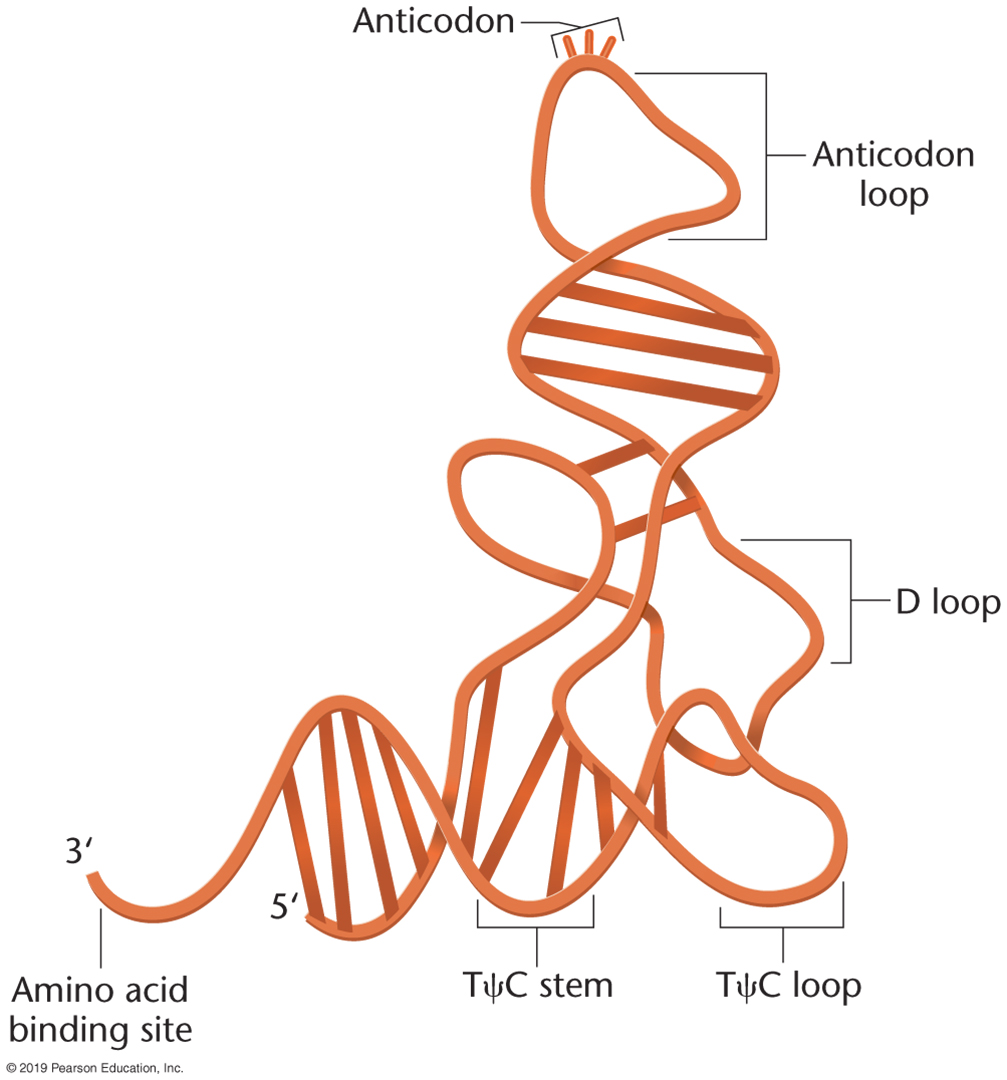 Anticodon
Anticodon
loop
D loop
3‘
5‘
TψC stem
TψC loop
Amino acid
binding site
© 2019 Pearson Education, Inc.